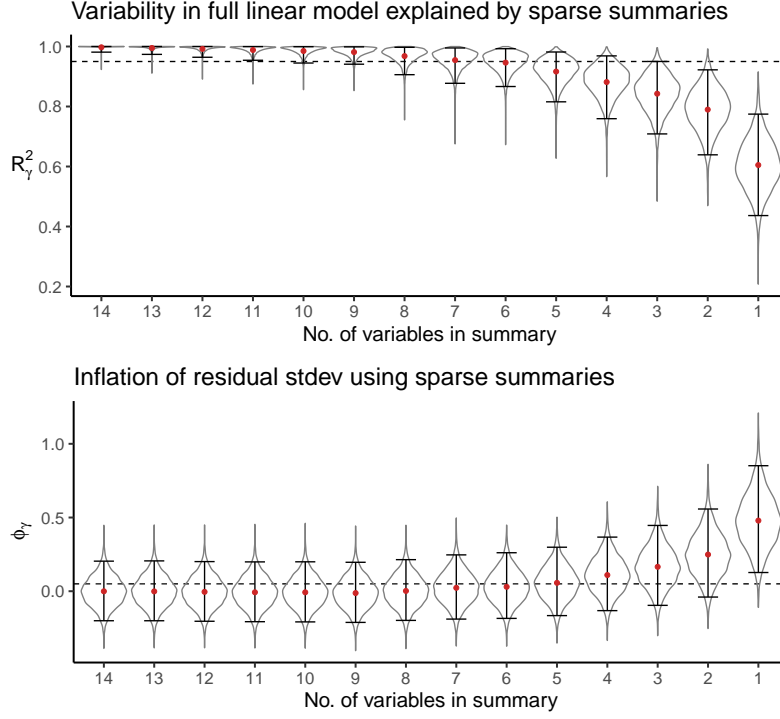 Variability in full linear model explained by sparse summaries
1.0
0.8
R²γ
0.6
0.4
0.2
14 13 12 11 10 9 8 7 6 5 4 3 2 1
No. of variables in summary
Inflation of residual stdev using sparse summaries
1.0
0.5
ϕγ
0.0
14 13 12 11 10 9 8 7 6 5 4 3 2 1
No. of variables in summary